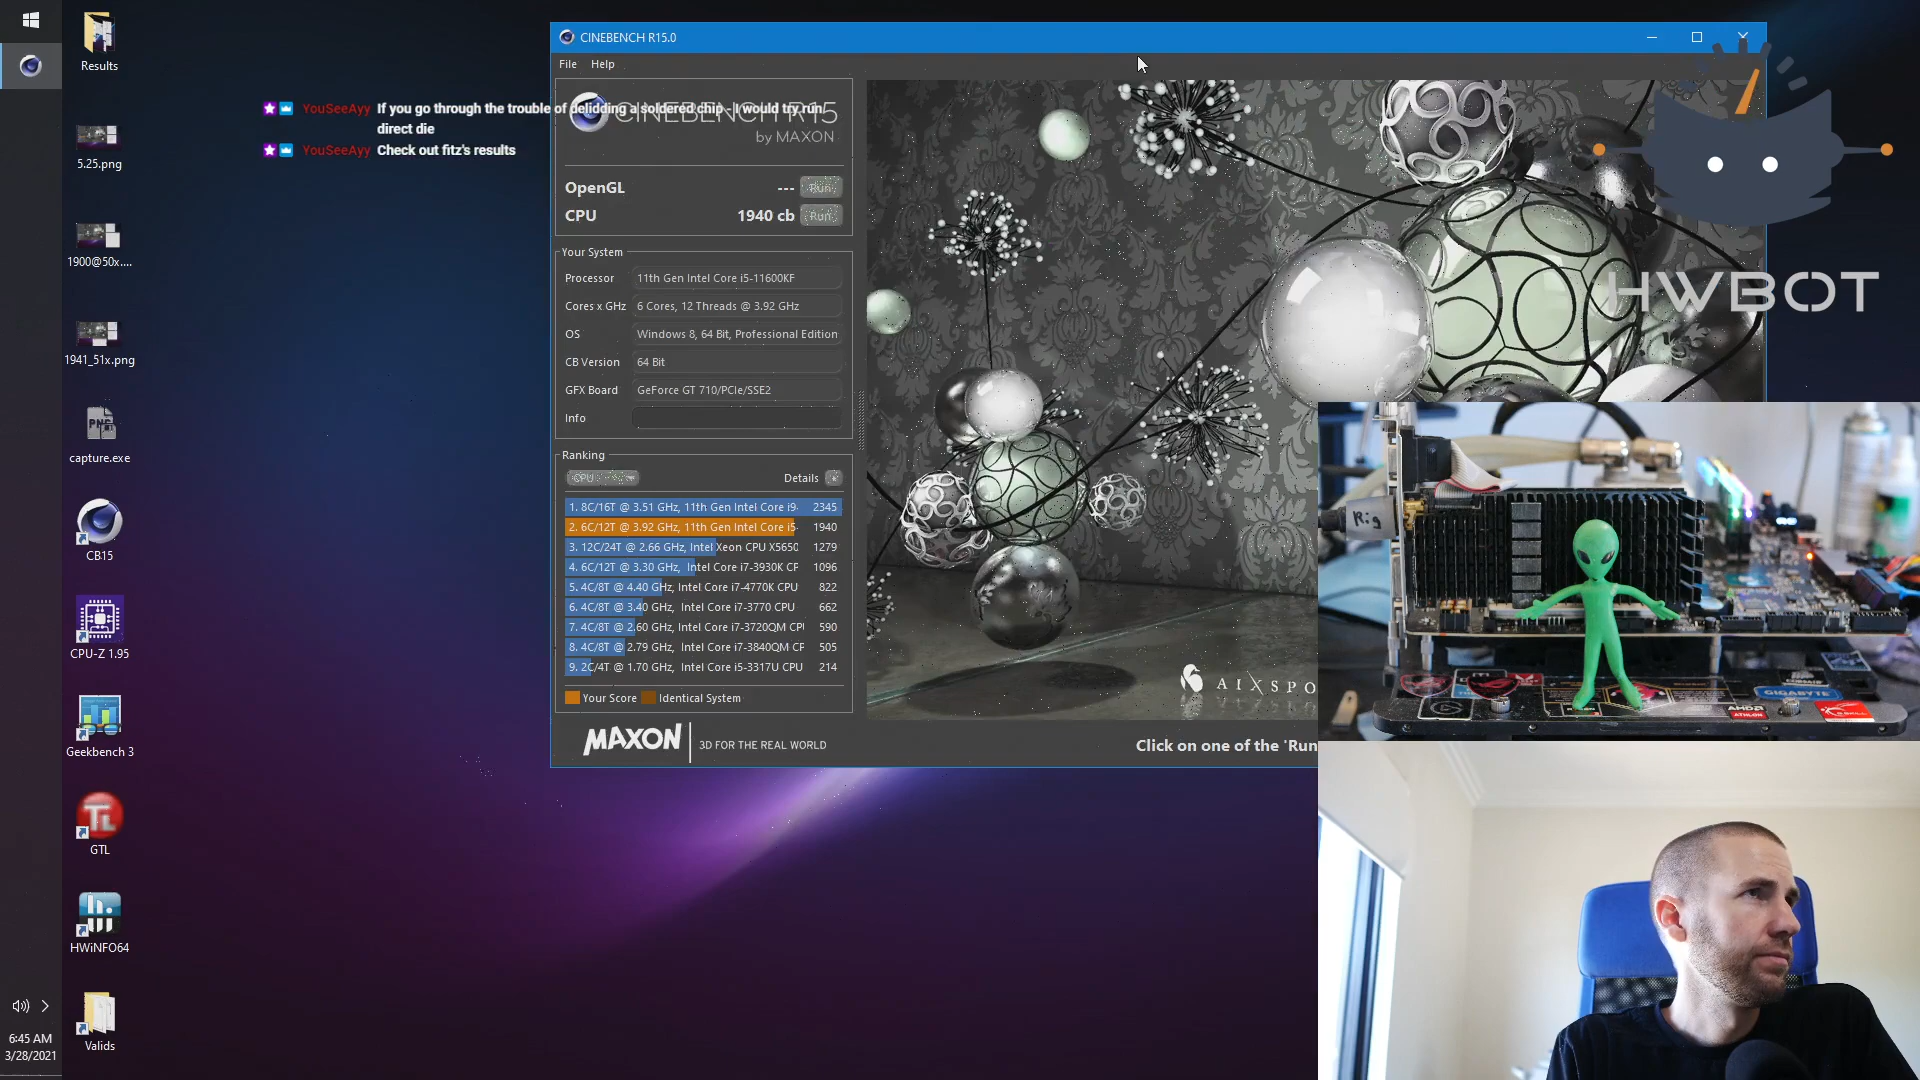 Results
5.25.png
1900@50x....
1941_51x.png
PNG
capture.exe
CB15
CPU-Z 1.95
Geekbench 3
TL
GTL
HWiNFO64
Valids
6:45 AM
3/28/2021
YouSeeAyy If you go through the trouble of delidding a soldered chip - I would try run
direct die
YouSeeAyy Check out fitz's results
CINEBENCH R15.0
File Help
CINEBENCH R15
by MAXON
OpenGL --- Run
CPU 1940 cb Run
Your System
Processor 11th Gen Intel Core i5-11600KF
Cores x GHz 6 Cores, 12 Threads @ 3.92 GHz
OS Windows 8, 64 Bit, Professional Edition
CB Version 64 Bit
GFX Board GeForce GT 710/PCIe/SSE2
Info
Ranking
CPU Details
1. 8C/16T @ 3.51 GHz, 11th Gen Intel Core i9- 2345
2. 6C/12T @ 3.92 GHz, 11th Gen Intel Core i5- 1940
3. 12C/24T @ 2.66 GHz, Intel Xeon CPU X5650 1279
4. 6C/12T @ 3.30 GHz, Intel Core i7-3930K CP 1096
5. 4C/8T @ 4.40 GHz, Intel Core i7-4770K CPU 822
6. 4C/8T @ 3.40 GHz, Intel Core i7-3770 CPU 662
7. 4C/8T @ 2.60 GHz, Intel Core i7-3720QM CPU 590
8. 4C/8T @ 2.79 GHz, Intel Core i7-3840QM CP 505
9. 2C/4T @ 1.70 GHz, Intel Core i5-3317U CPU 214
Your Score Identical System
MAXON 3D FOR THE REAL WORLD
Click on one of the 'Run
AIXSPO
HWBOT
Rig
CORSAIR
GIGABYTE
AMD
ATHLON